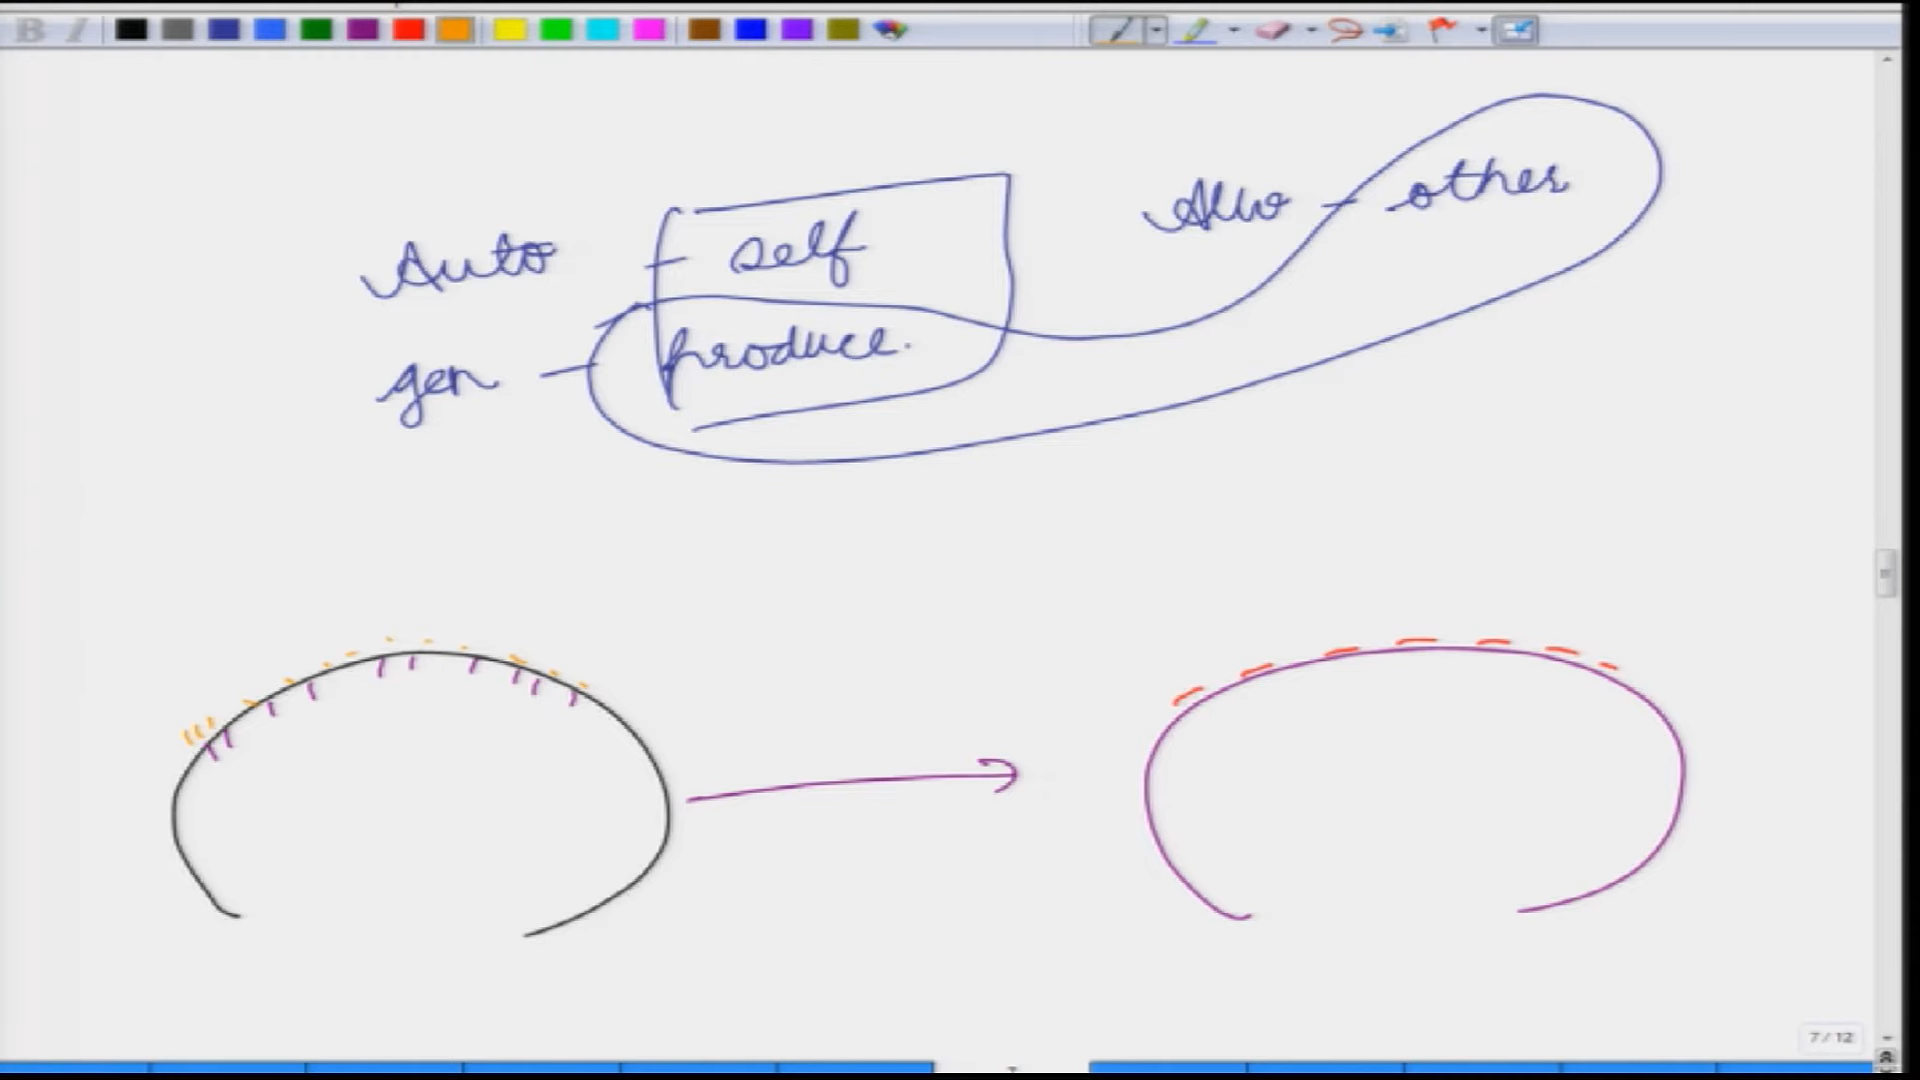 B I
Auto - self
Allo - other
gen - produce.
7/12